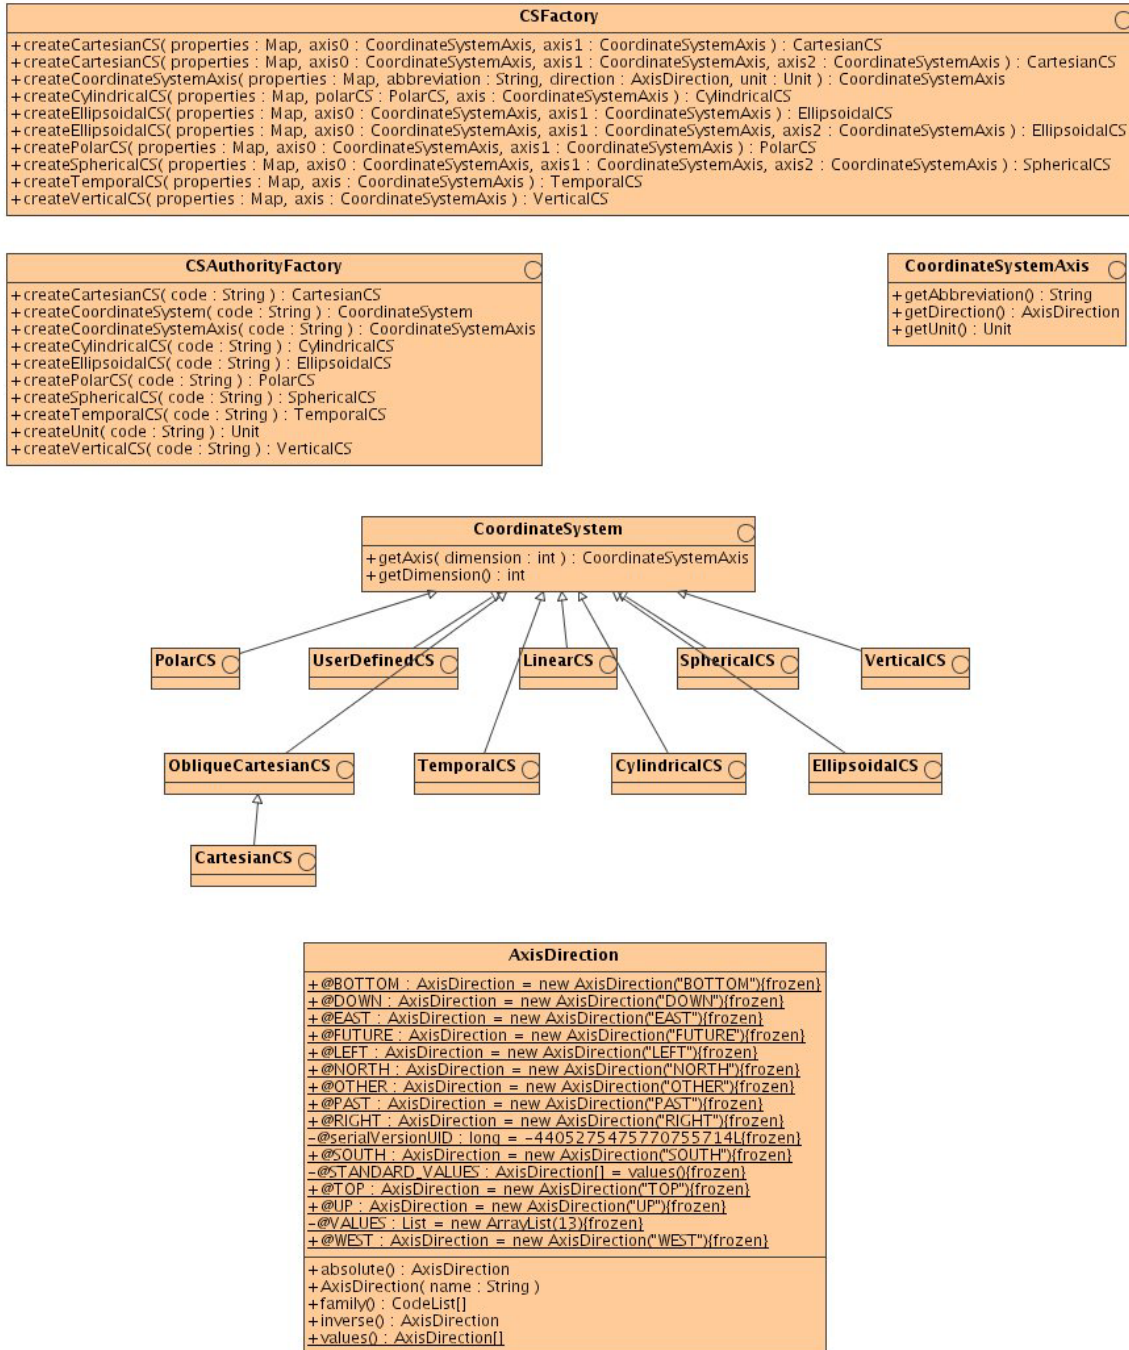 CSFactory
+createCartesianCS( properties : Map, axis0 : CoordinateSystemAxis, axis1 : CoordinateSystemAxis ) : CartesianCS
+createCartesianCS( properties : Map, axis0 : CoordinateSystemAxis, axis1 : CoordinateSystemAxis, axis2 : CoordinateSystemAxis ) : CartesianCS
+createCoordinateSystemAxis( properties : Map, abbreviation : String, direction : AxisDirection, unit : Unit ) : CoordinateSystemAxis
+createCylindricalCS( properties : Map, polarCS : PolarCS, axis : CoordinateSystemAxis ) : CylindricalCS
+createEllipsoidalCS( properties : Map, axis0 : CoordinateSystemAxis, axis1 : CoordinateSystemAxis ) : EllipsoidalCS
+createEllipsoidalCS( properties : Map, axis0 : CoordinateSystemAxis, axis1 : CoordinateSystemAxis, axis2 : CoordinateSystemAxis ) : EllipsoidalCS
+createPolarCS( properties : Map, axis0 : CoordinateSystemAxis, axis1 : CoordinateSystemAxis ) : PolarCS
+createSphericalCS( properties : Map, axis0 : CoordinateSystemAxis, axis1 : CoordinateSystemAxis, axis2 : CoordinateSystemAxis ) : SphericalCS
+createTemporalCS( properties : Map, axis : CoordinateSystemAxis ) : TemporalCS
+createVerticalCS( properties : Map, axis : CoordinateSystemAxis ) : VerticalCS
CSAuthorityFactory
+createCartesianCS( code : String ) : CartesianCS
+createCoordinateSystem( code : String ) : CoordinateSystem
+createCoordinateSystemAxis( code : String ) : CoordinateSystemAxis
+createCylindricalCS( code : String ) : CylindricalCS
+createEllipsoidalCS( code : String ) : EllipsoidalCS
+createPolarCS( code : String ) : PolarCS
+createSphericalCS( code : String ) : SphericalCS
+createTemporalCS( code : String ) : TemporalCS
+createUnit( code : String ) : Unit
+createVerticalCS( code : String ) : VerticalCS
CoordinateSystemAxis
+getAbbreviation() : String
+getDirection() : AxisDirection
+getUnit() : Unit
CoordinateSystem
+getAxis( dimension : int ) : CoordinateSystemAxis
+getDimension() : int
PolarCS
UserDefinedCS
LinearCS
SphericalCS
VerticalCS
ObliqueCartesianCS
TemporalCS
CylindricalCS
EllipsoidalCS
CartesianCS
AxisDirection
+@BOTTOM : AxisDirection = new AxisDirection("BOTTOM"){frozen}
+@DOWN : AxisDirection = new AxisDirection("DOWN"){frozen}
+@EAST : AxisDirection = new AxisDirection("EAST"){frozen}
+@FUTURE : AxisDirection = new AxisDirection("FUTURE"){frozen}
+@LEFT : AxisDirection = new AxisDirection("LEFT"){frozen}
+@NORTH : AxisDirection = new AxisDirection("NORTH"){frozen}
+@OTHER : AxisDirection = new AxisDirection("OTHER"){frozen}
+@PAST : AxisDirection = new AxisDirection("PAST"){frozen}
+@RIGHT : AxisDirection = new AxisDirection("RIGHT"){frozen}
-@serialVersionUID : long = -4405275475770755714L{frozen}
+@SOUTH : AxisDirection = new AxisDirection("SOUTH"){frozen}
-@STANDARD_VALUES : AxisDirection[] = values(){frozen}
+@TOP : AxisDirection = new AxisDirection("TOP"){frozen}
+@UP : AxisDirection = new AxisDirection("UP"){frozen}
-@VALUES : List = new ArrayList(13){frozen}
+@WEST : AxisDirection = new AxisDirection("WEST"){frozen}
+absolute() : AxisDirection
+AxisDirection( name : String )
+family() : CodeList[]
+inverse() : AxisDirection
+values() : AxisDirection[]